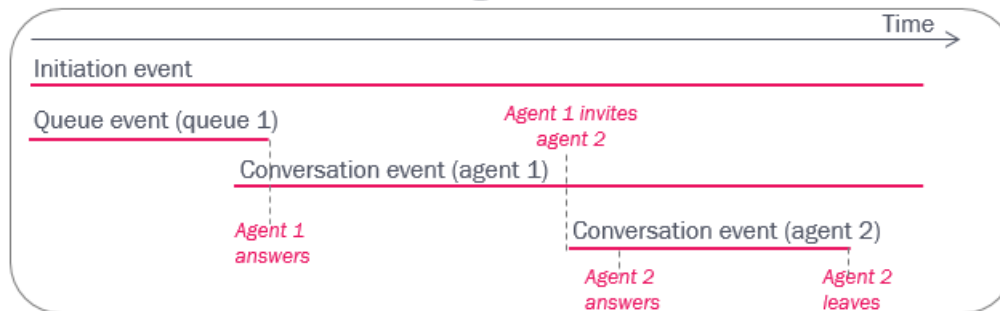 Time
Initiation event
Queue event (queue 1)
Agent 1 invites
agent 2
Conversation event (agent 1)
Agent 1
answers
Conversation event (agent 2)
Agent 2
answers
Agent 2
leaves